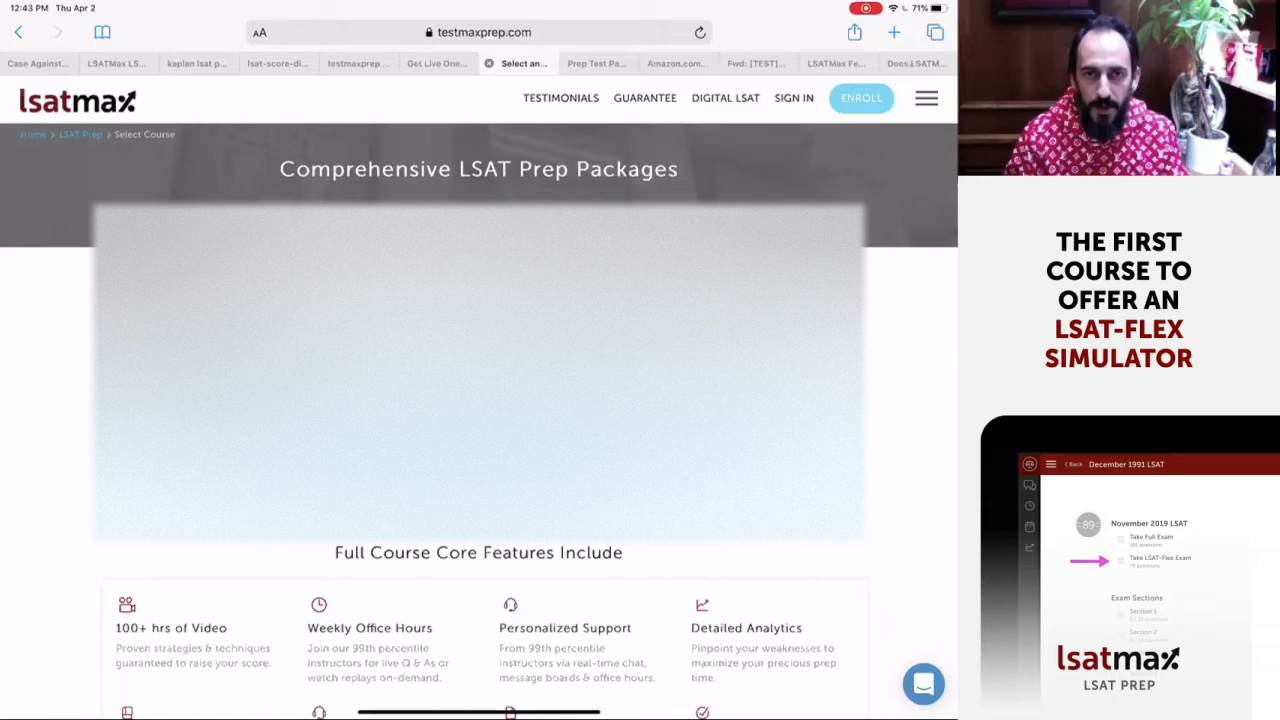 12:43 PM Thu Apr 2
71%
AA
testmaxprep.com
Case Against...
LSATMax LS...
kaplan lsat p...
lsat-score-di...
testmaxprep...
Get Live One...
Select an...
Prep Test Pa...
Amazon.com...
Fwd: [TEST]...
LSATMax Fe...
Does LSATM...
lsatmax
TESTIMONIALS
GUARANTEE
DIGITAL LSAT
SIGN IN
ENROLL
Home > LSAT Prep > Select Course
Comprehensive LSAT Prep Packages
Full Course Core Features Include
100+ hrs of Video
Proven strategies & techniques
guaranteed to raise your score.
Weekly Office Hours
Join our 99th percentile
instructors for live Q & As or
watch replays on-demand.
Personalized Support
From 99th percentile
instructors via real-time chat,
message boards & office hours.
Detailed Analytics
Pinpoint your weaknesses to
maximize your precious prep
time.
THE FIRST
COURSE TO
OFFER AN
LSAT-FLEX
SIMULATOR
< Back December 1991 LSAT
89
November 2019 LSAT
Take Full Exam
Take LSAT-Flex Exam
Exam Sections
Section 1
Section 2
lsatmax
LSAT PREP